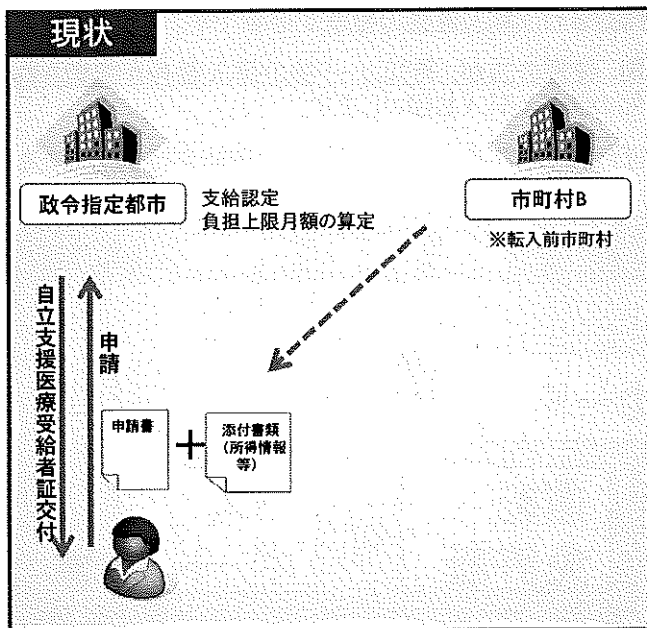 現状
政令指定都市
支給認定
負担上限月額の算定
市町村B
※転入前市町村
自立支援医療受給者証交付
申請
申請書
添付書類
(所得情報
等)